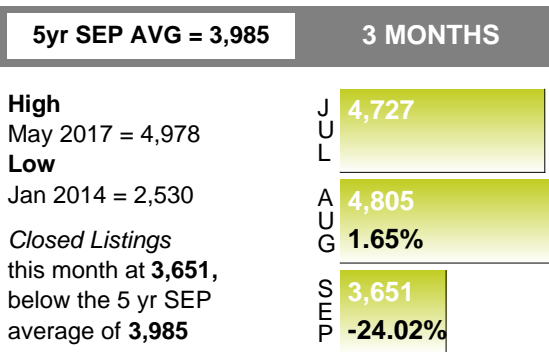 5yr SEP AVG = 3,985
3 MONTHS
High
May 2017 = 4,978
Low
Jan 2014 = 2,530
Closed Listings
this month at 3,651,
below the 5 yr SEP
average of 3,985
JUL
4,727
AUG
4,805
1.65%
SEP
3,651
-24.02%